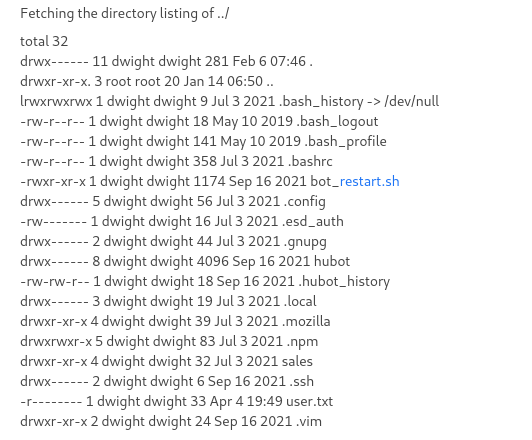 Fetching the directory listing of ../
total 32
drwx------ 11 dwight dwight 281 Feb 6 07:46 .
drwxr-xr-x. 3 root root 20 Jan 14 06:50 ..
lrwxrwxrwx 1 dwight dwight 9 Jul 3 2021 .bash_history -> /dev/null
-rw-r--r-- 1 dwight dwight 18 May 10 2019 .bash_logout
-rw-r--r-- 1 dwight dwight 141 May 10 2019 .bash_profile
-rw-r--r-- 1 dwight dwight 358 Jul 3 2021 .bashrc
-rwxr-xr-x 1 dwight dwight 1174 Sep 16 2021 bot_restart.sh
drwx------ 5 dwight dwight 56 Jul 3 2021 .config
-rw------- 1 dwight dwight 16 Jul 3 2021 .esd_auth
drwx------ 2 dwight dwight 44 Jul 3 2021 .gnupg
drwx------ 8 dwight dwight 4096 Sep 16 2021 hubot
-rw-rw-r-- 1 dwight dwight 18 Sep 16 2021 .hubot_history
drwx------ 3 dwight dwight 19 Jul 3 2021 .local
drwxr-xr-x 4 dwight dwight 39 Jul 3 2021 .mozilla
drwxrwxr-x 5 dwight dwight 83 Jul 3 2021 .npm
drwxr-xr-x 4 dwight dwight 32 Jul 3 2021 sales
drwx------ 2 dwight dwight 6 Sep 16 2021 .ssh
-r-------- 1 dwight dwight 33 Apr 4 19:49 user.txt
drwxr-xr-x 2 dwight dwight 24 Sep 16 2021 .vim